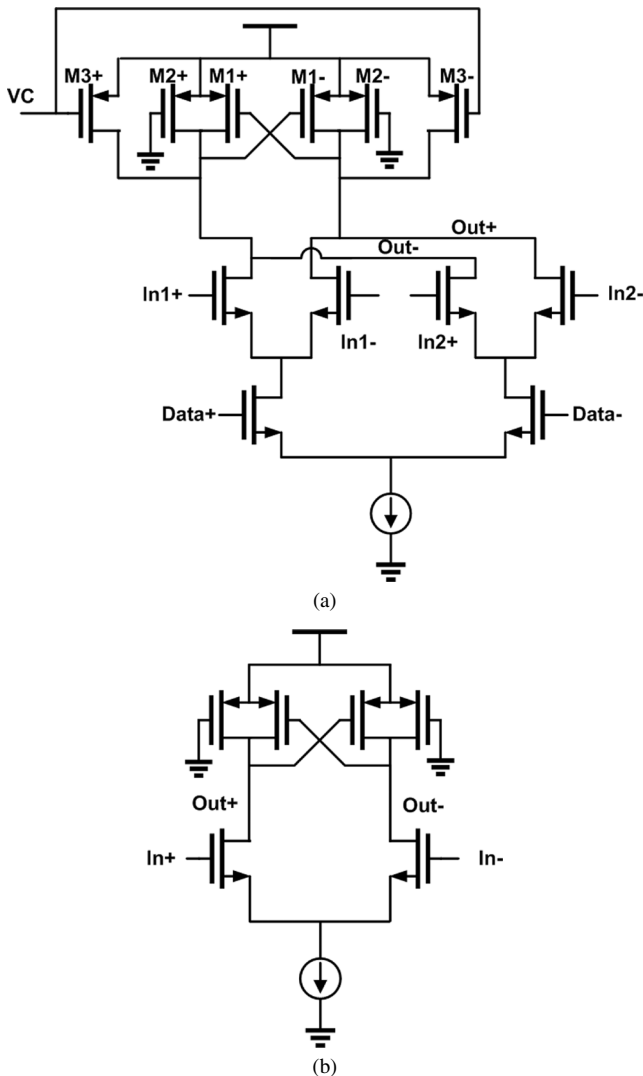 M3+ M2+ M1+ M1- M2- M3-
VC
Out+
Out-
In1+ In2-
In1- In2+
Data+ Data-
(a)
Out+ Out-
In+ In-
(b)